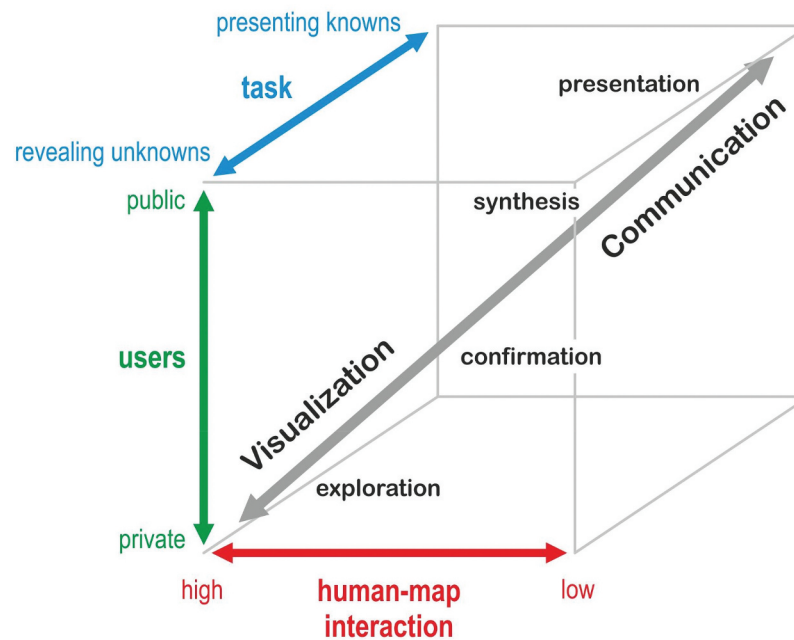 presenting knowns
task
presentation
revealing unknowns
public
synthesis
Communication
users
confirmation
Visualization
exploration
private
high
human-map
interaction
low